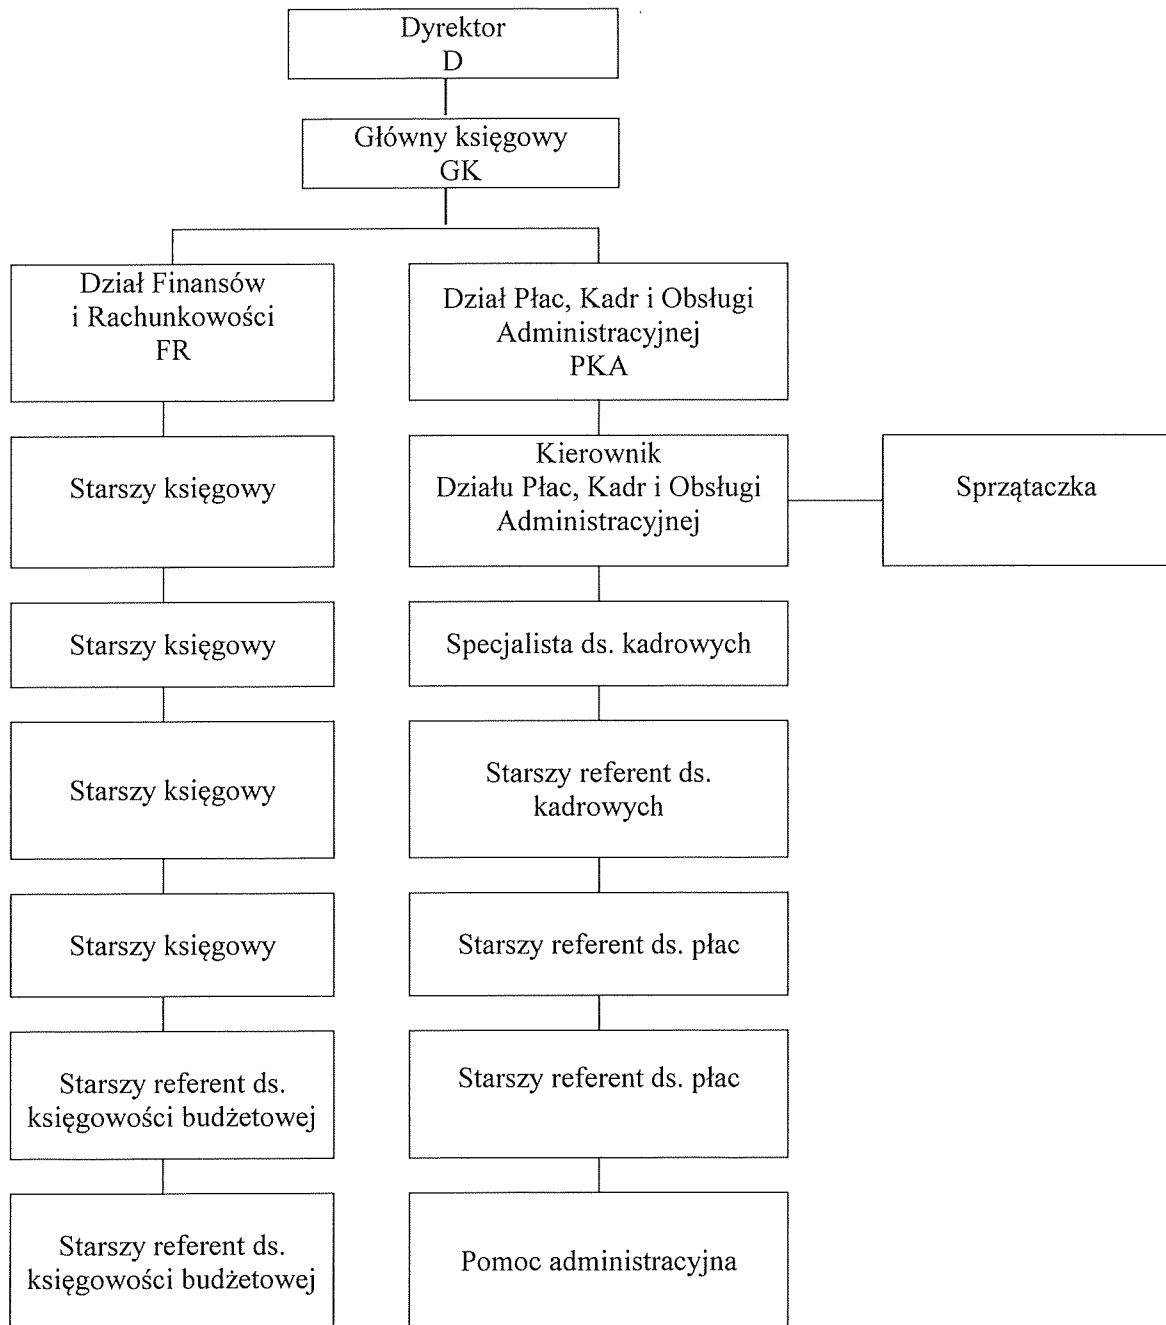 Dyrektor
D
Główny księgowy
GK
Dział Finansów
i Rachunkowości
FR
Dział Płac, Kadr i Obsługi
Administracyjnej
PKA
Starszy księgowy
Kierownik
Działu Płac, Kadr i Obsługi
Administracyjnej
Sprzątaczka
Starszy księgowy
Specjalista ds. kadrowych
Starszy księgowy
Starszy referent ds.
kadrowych
Starszy księgowy
Starszy referent ds. płac
Starszy referent ds.
księgowości budżetowej
Starszy referent ds. płac
Starszy referent ds.
księgowości budżetowej
Pomoc administracyjna